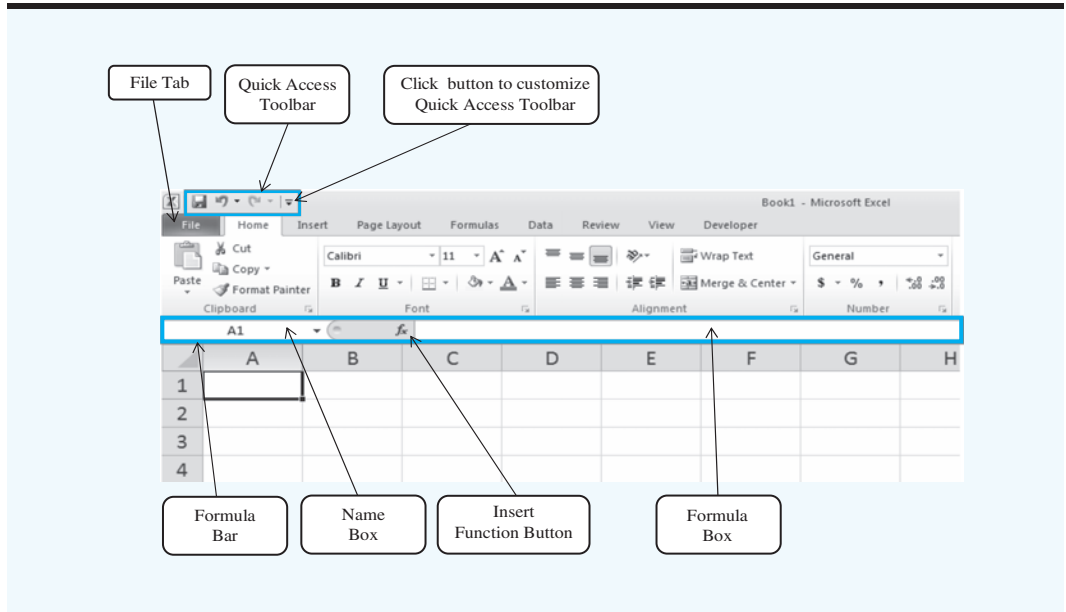 File Tab
Quick Access
Toolbar
Click button to customize
Quick Access Toolbar
Book1 - Microsoft Excel
File Home Insert Page Layout Formulas Data Review View Developer
Paste
Cut
Copy
Format Painter
Clipboard
Calibri 11 A A
B I U A
Font
Wrap Text
Merge & Center
Alignment
General
$ % ,
Number
A1 fx
A B C D E F G H
1
2
3
4
Formula
Bar
Name
Box
Insert
Function Button
Formula
Box